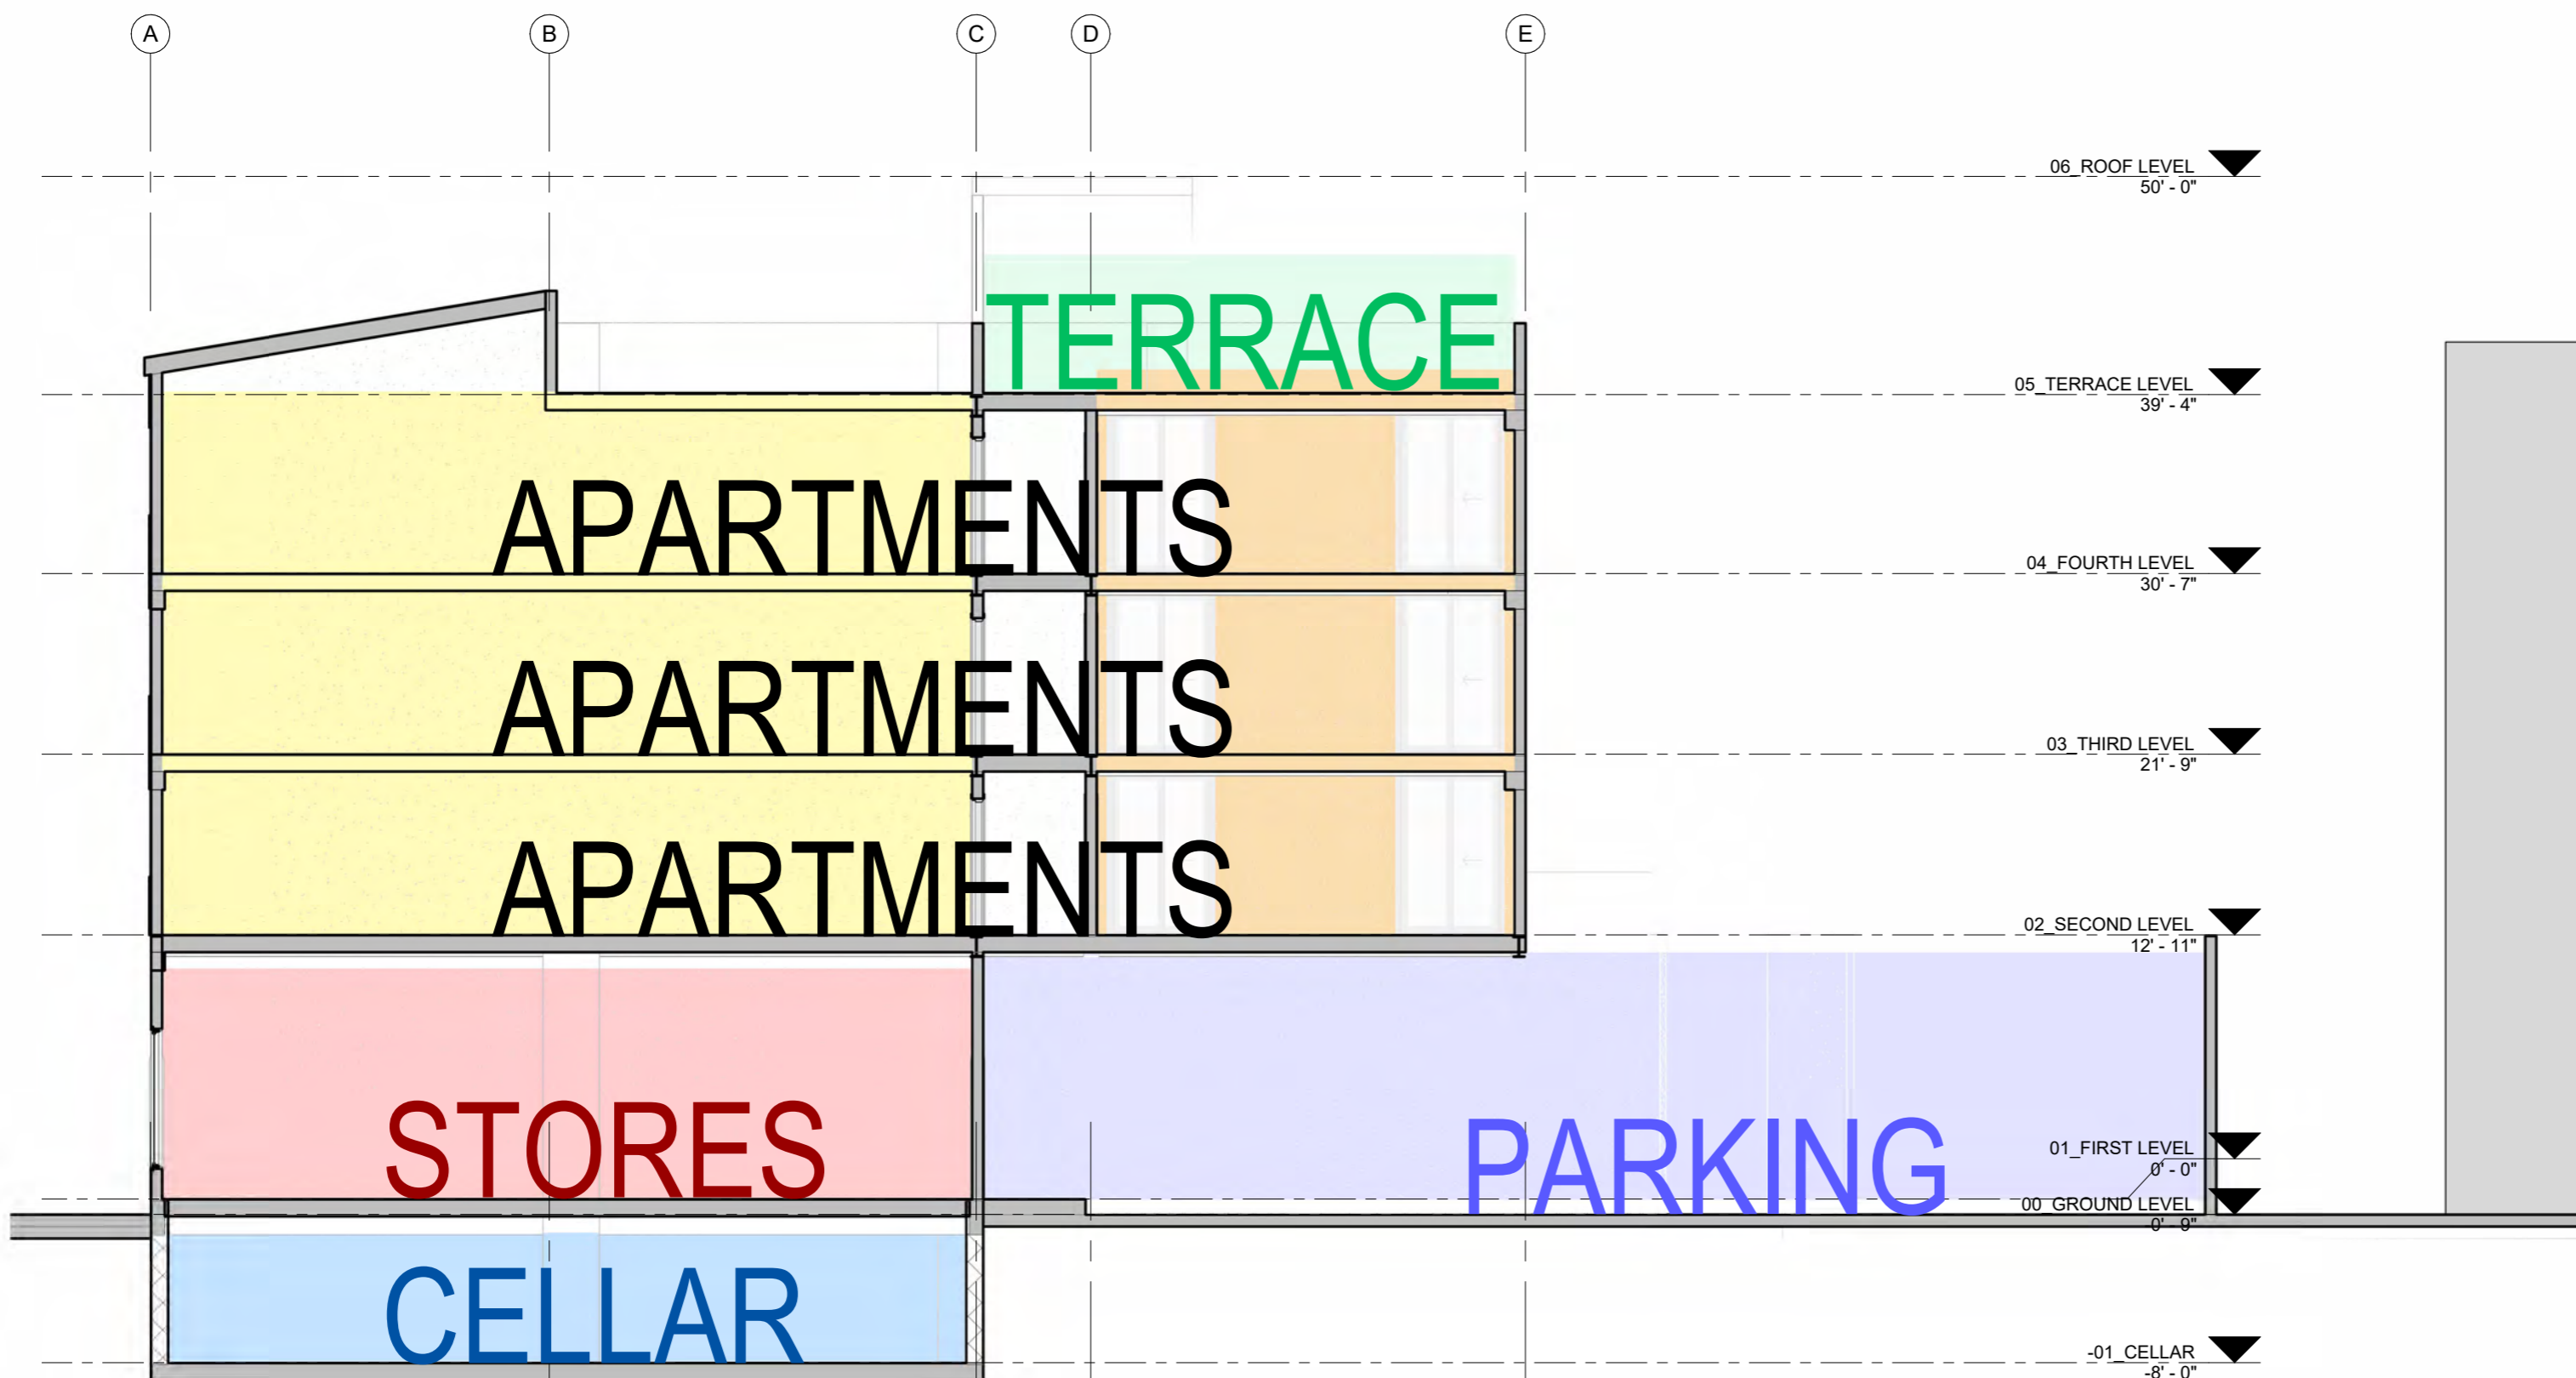 A B C D E
06_ROOF LEVEL
50' - 0"
TERRACE
05_TERRACE LEVEL
39' - 4"
APARTMENTS
04_FOURTH LEVEL
30' - 7"
APARTMENTS
03_THIRD LEVEL
21' - 9"
APARTMENTS
02_SECOND LEVEL
12' - 11"
STORES
PARKING
01_FIRST LEVEL
0' - 0"
00_GROUND LEVEL
-0' - 9"
CELLAR
-01_CELLAR
-8' - 0"